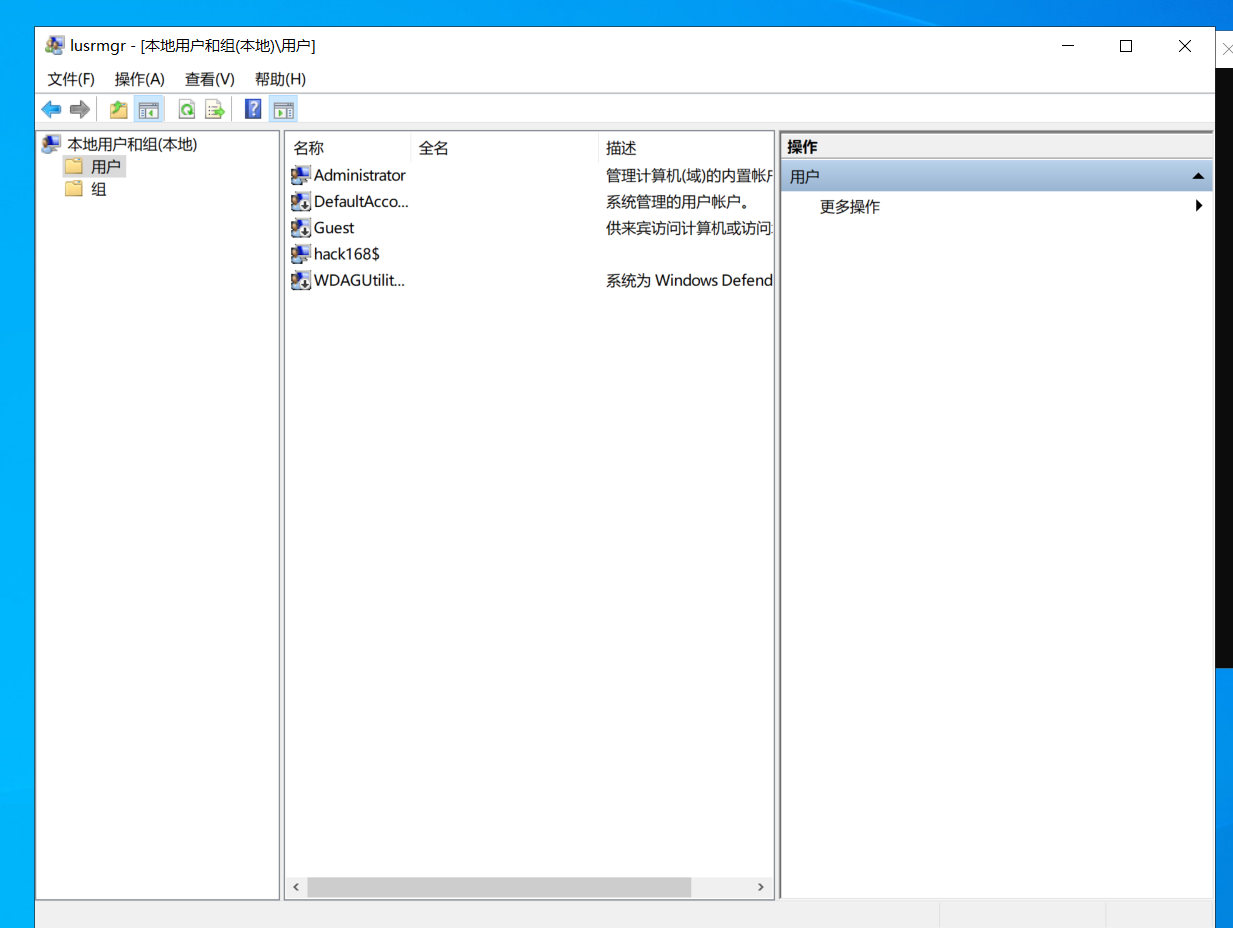 lusrmgr - [本地用户和组(本地)\用户]
文件(F) 操作(A) 查看(V) 帮助(H)
本地用户和组(本地)
用户
组
名称 全名 描述
Administrator 管理计算机(域)的内置帐户
DefaultAcco... 系统管理的用户帐户。
Guest 供来宾访问计算机或访问
hack168$
WDAGUtilit... 系统为 Windows Defend
操作
用户
更多操作